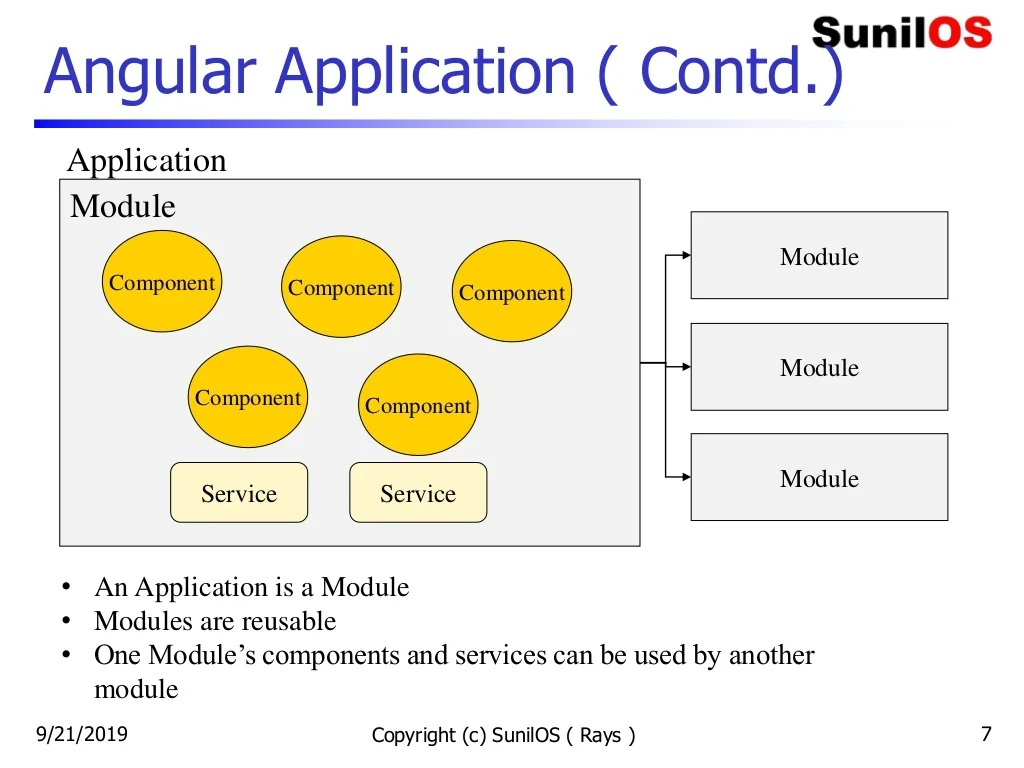 SunilOS
Angular Application ( Contd.)
Application
Module
Component
Component
Component
Component
Component
Service
Service
Module
Module
Module
• An Application is a Module
• Modules are reusable
• One Module’s components and services can be used by another
module
9/21/2019
Copyright (c) SunilOS ( Rays )
7